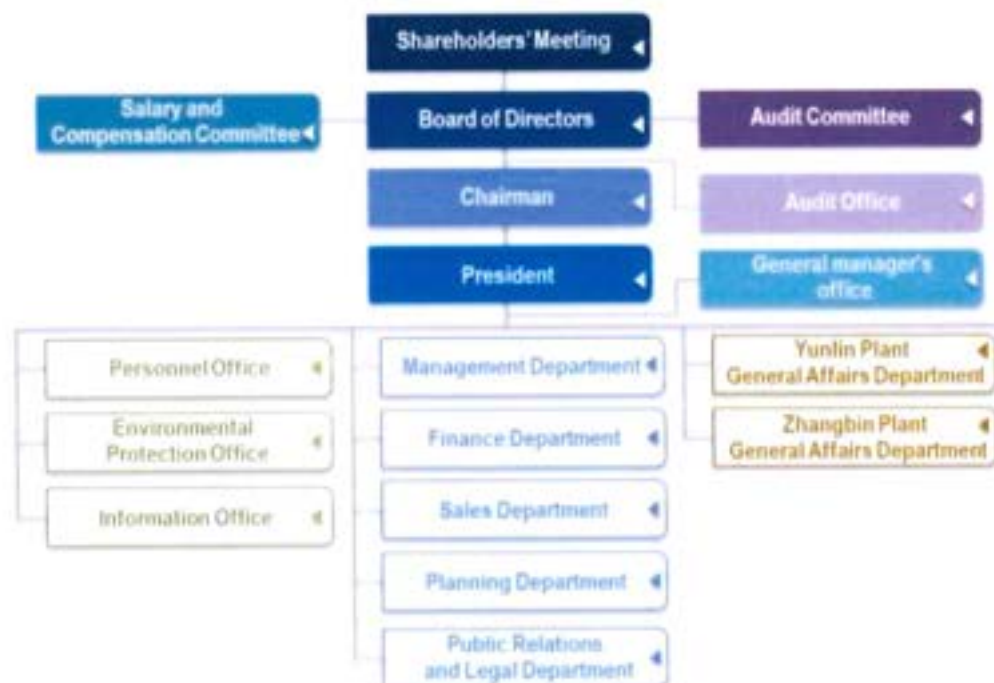 Shareholders' Meeting
Salary and
Compensation Committee
Board of Directors
Audit Committee
Chairman
Audit Office
President
General manager's
office
Personnel Office
Management Department
Yunlin Plant
General Affairs Department
Environmental
Protection Office
Finance Department
Zhangbin Plant
General Affairs Department
Information Office
Sales Department
Planning Department
Public Relations
and Legal Department